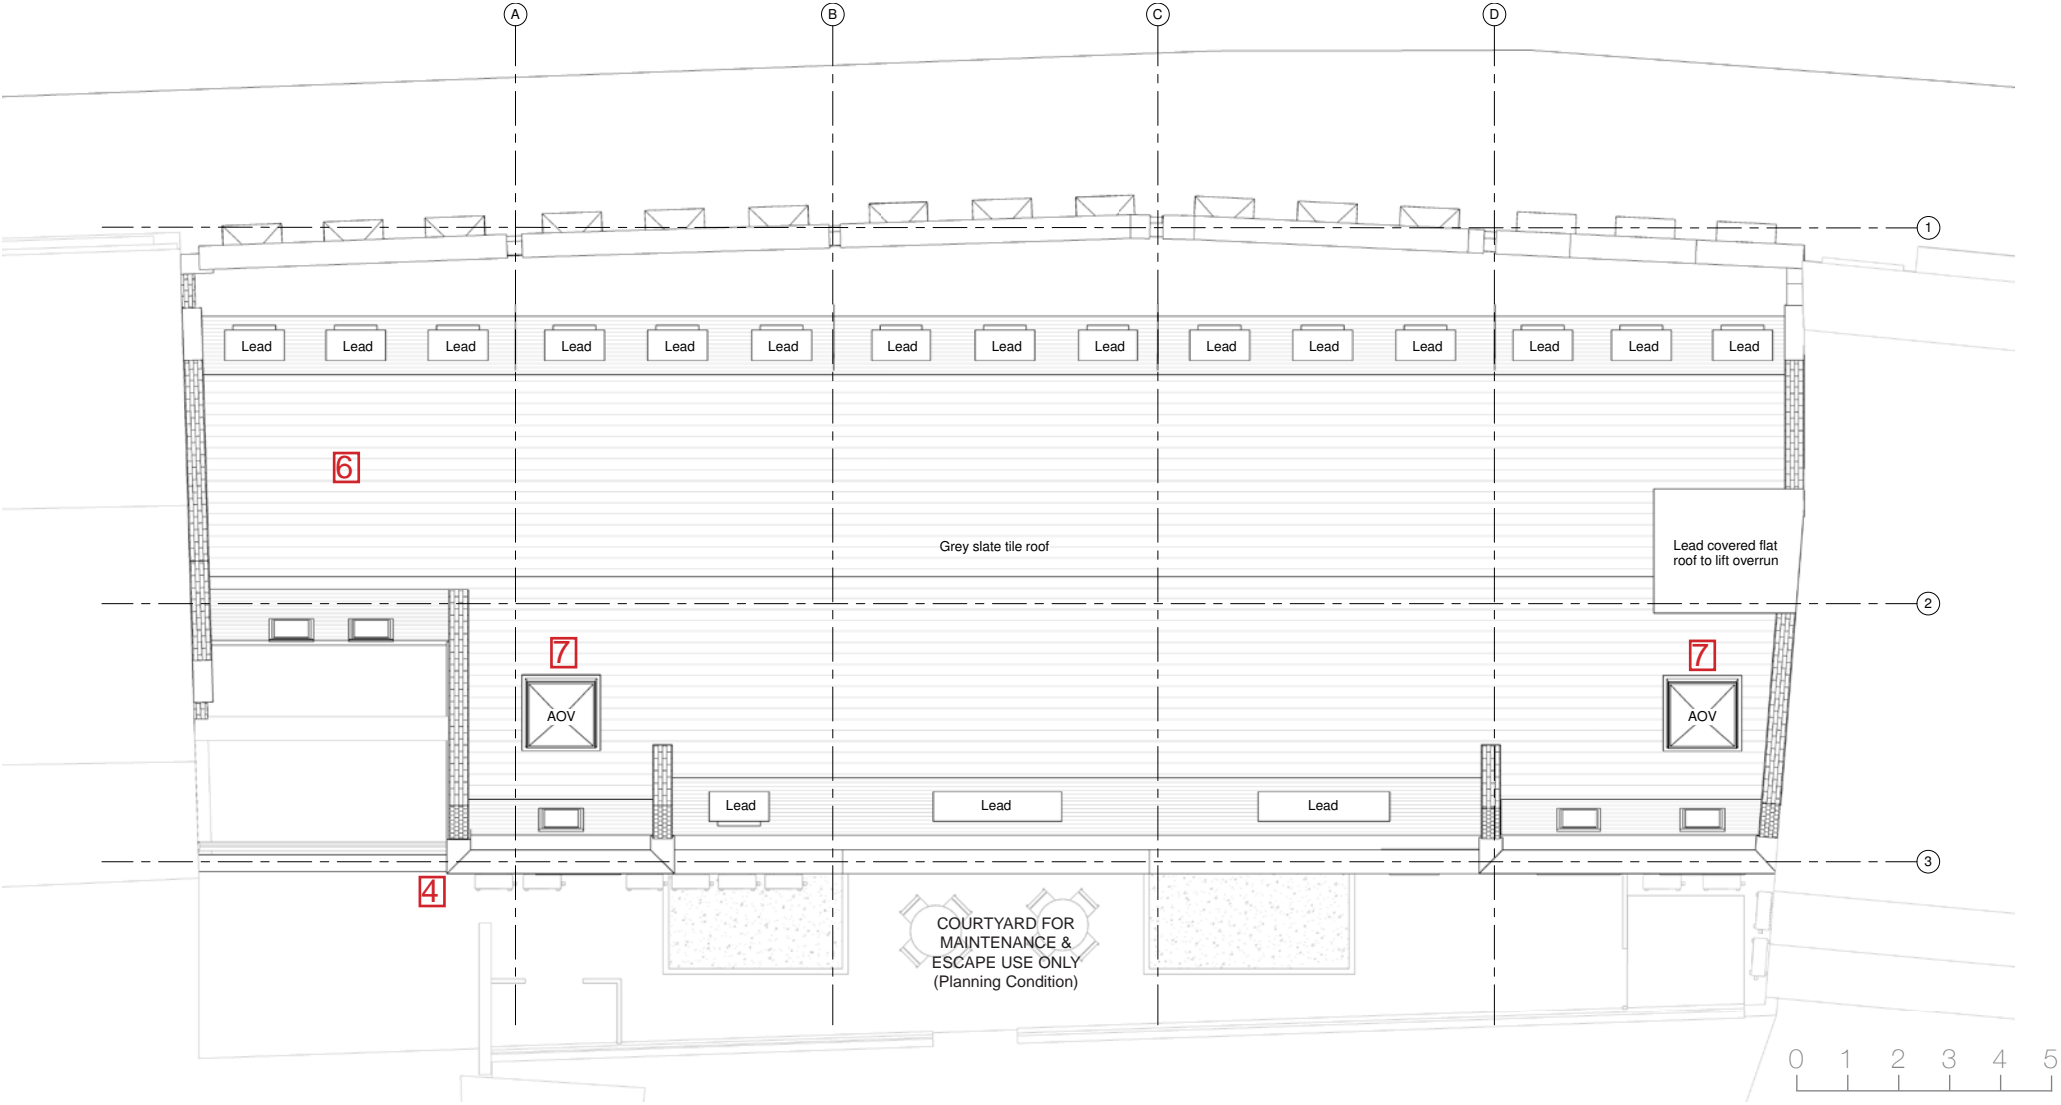 A B C D
1
Lead Lead Lead Lead Lead Lead Lead Lead Lead Lead Lead Lead Lead Lead Lead
6
Grey slate tile roof
Lead covered flat
roof to lift overrun
2
7 7
AOV AOV
Lead Lead Lead
3
4
COURTYARD FOR
MAINTENANCE &
ESCAPE USE ONLY
(Planning Condition)
0 1 2 3 4 5